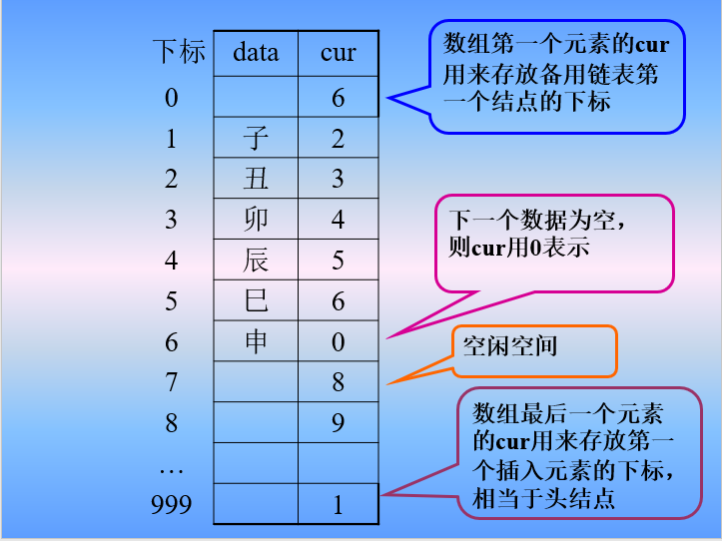 下标 data cur
0 6
1 子 2
2 丑 3
3 卯 4
4 辰 5
5 巳 6
6 申 0
7 8
8 9
…
999 1
数组第一个元素的cur
用来存放备用链表第
一个结点的下标
下一个数据为空，
则cur用0表示
空闲空间
数组最后一个元素
的cur用来存放第一
个插入元素的下标，
相当于头结点